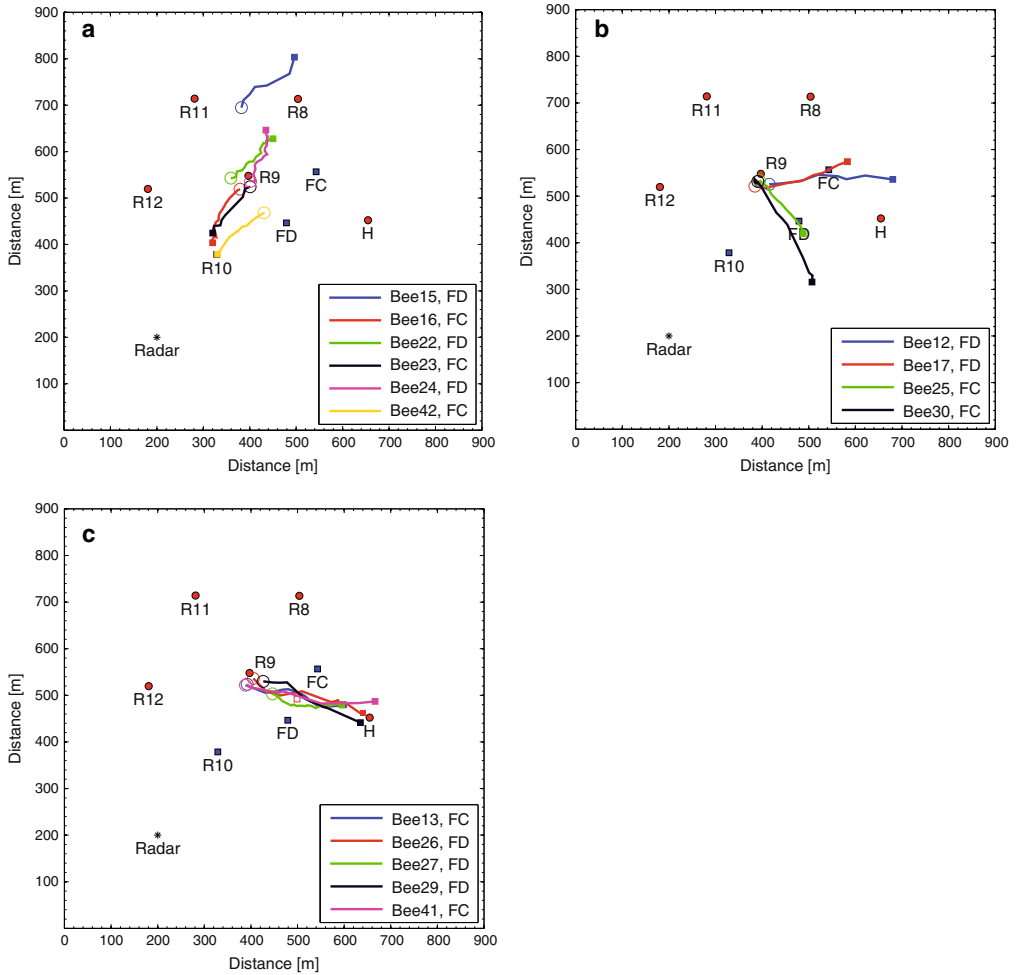 a
900
800
700
600
500
400
300
200
100
Distance [m]
R11
R8
R9
FC
R12
FD
H
R10
Radar
Bee15, FD
Bee16, FC
Bee22, FD
Bee23, FC
Bee24, FD
Bee42, FC
0 100 200 300 400 500 600 700 800 900
Distance [m]
b
900
800
700
600
500
400
300
200
100
Distance [m]
R11
R8
R9
FC
R12
FD
H
R10
Radar
Bee12, FD
Bee17, FD
Bee25, FC
Bee30, FC
0 100 200 300 400 500 600 700 800 900
Distance [m]
c
900
800
700
600
500
400
300
200
100
Distance [m]
R11
R8
R9
FC
R12
FD
H
R10
Radar
Bee13, FC
Bee26, FD
Bee27, FD
Bee29, FD
Bee41, FC
0 100 200 300 400 500 600 700 800 900
Distance [m]